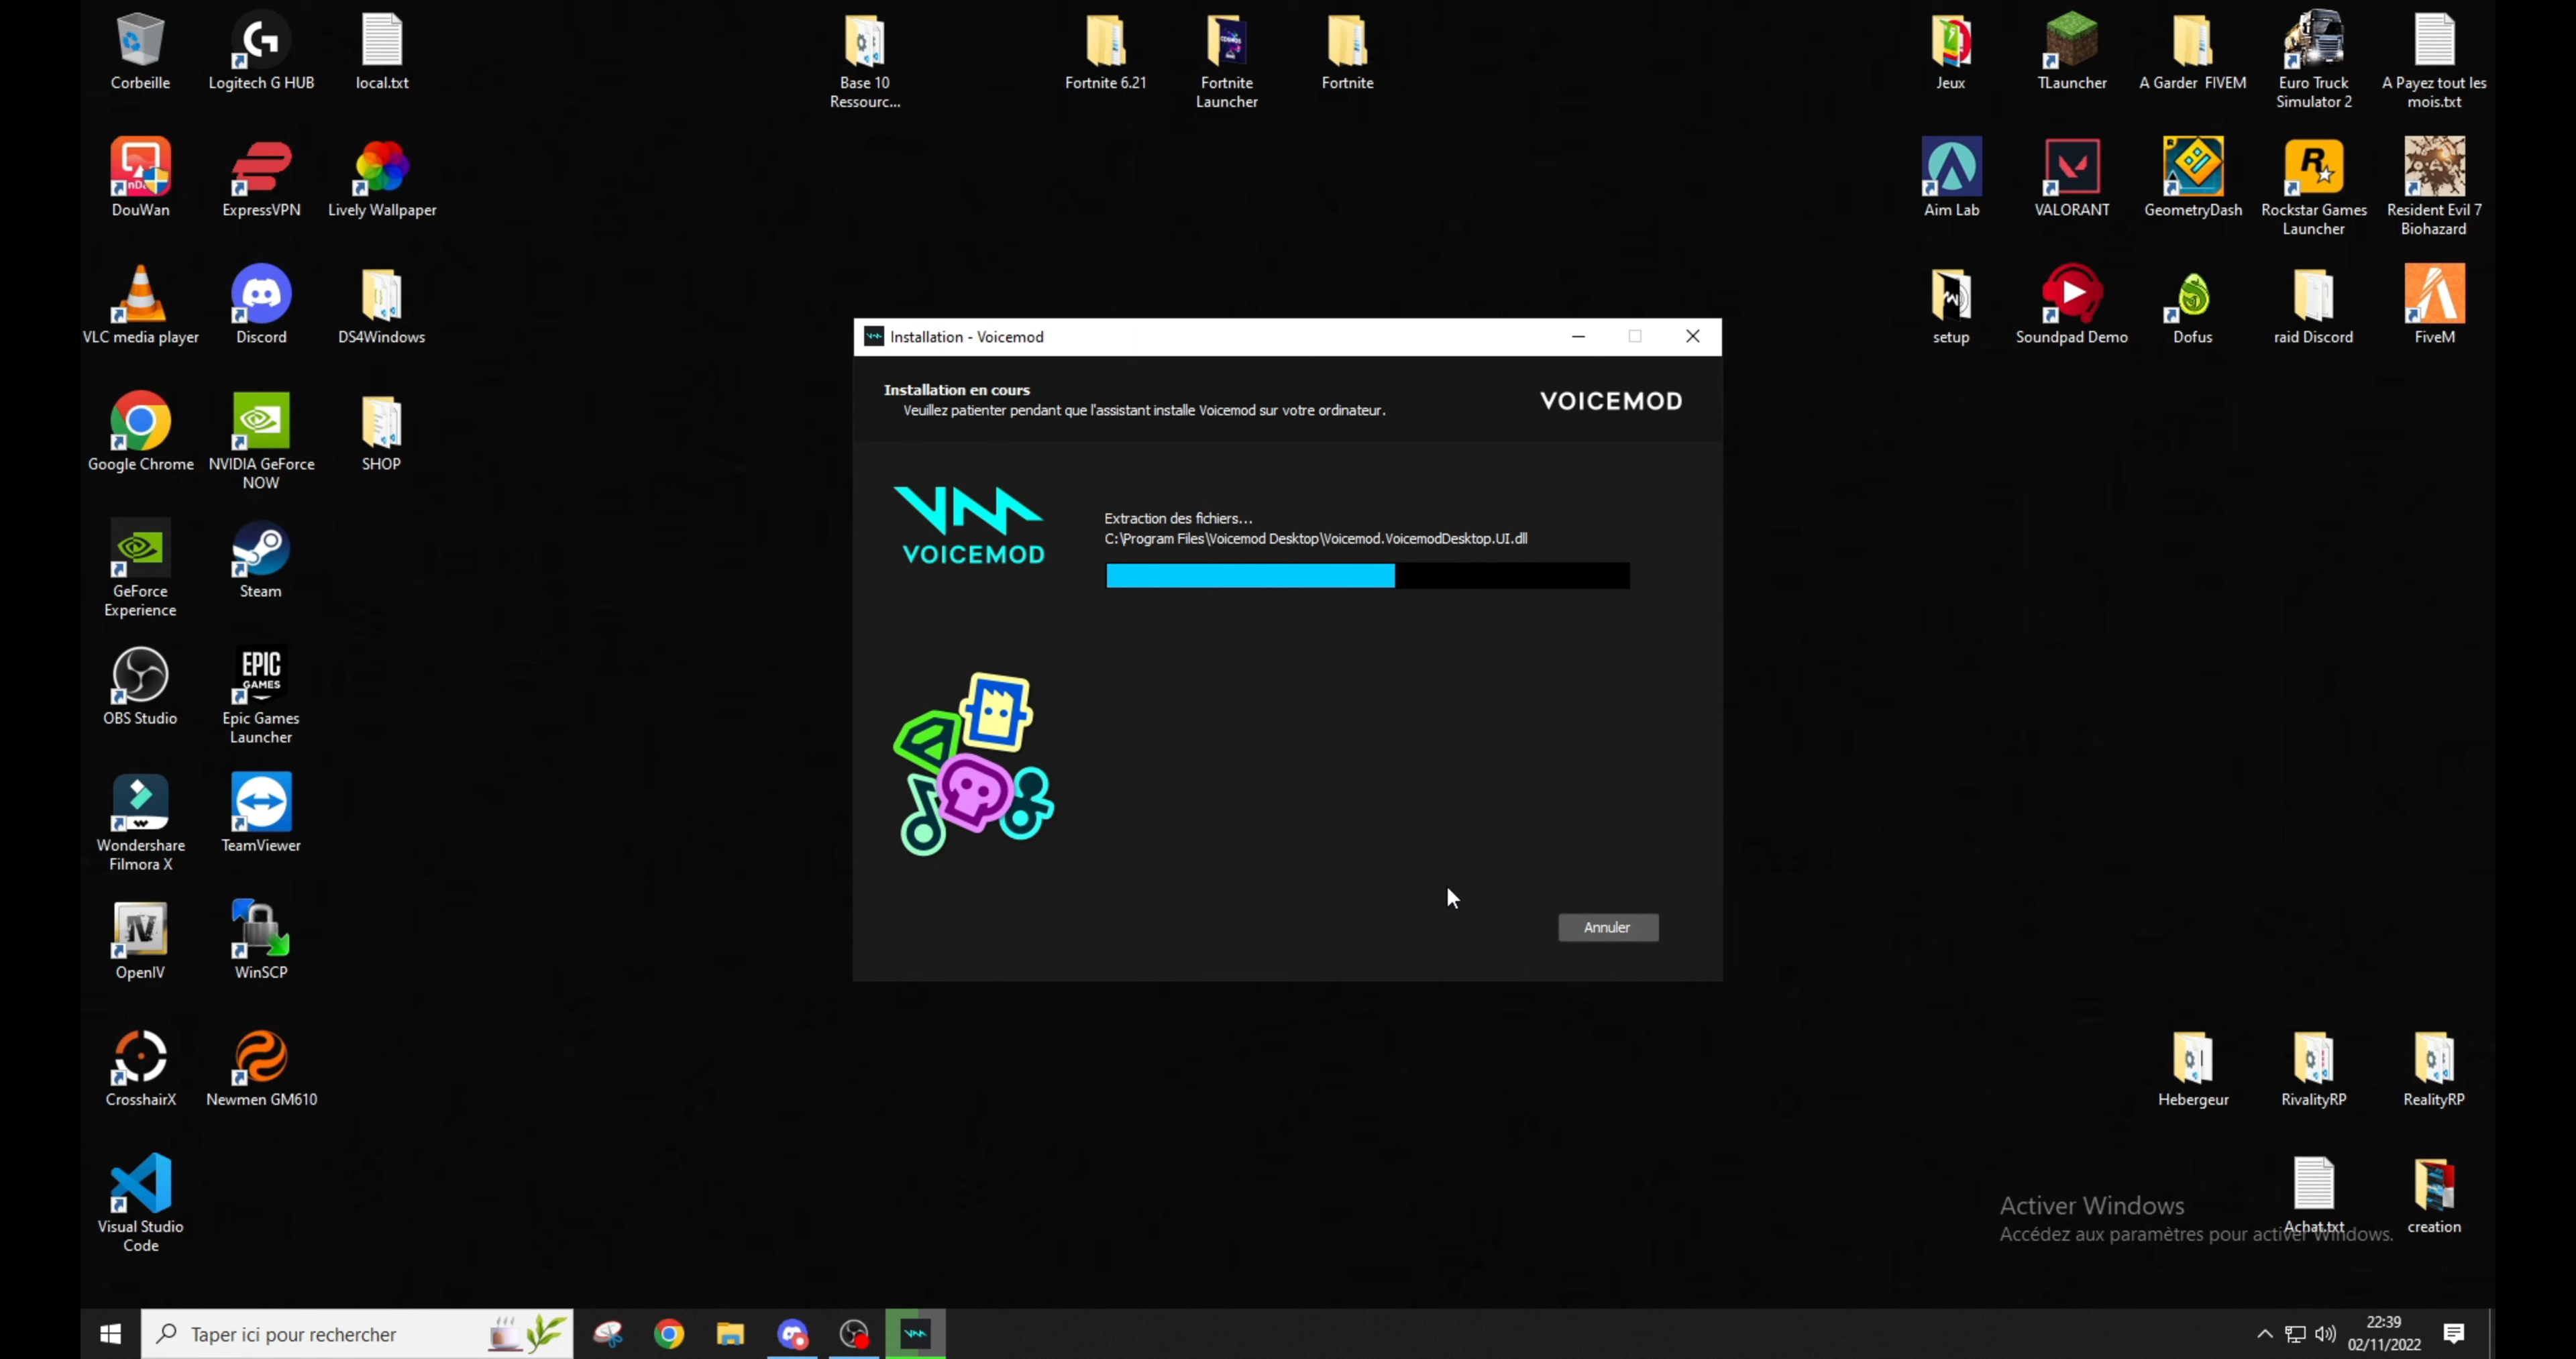 Corbeille
Logitech G HUB
local.txt
Base 10
Ressourc...
Fortnite 6.21
Fortnite
Launcher
Fortnite
Jeux
TLauncher
A Garder FIVEM
Euro Truck
Simulator 2
A Payez tout les
mois.txt
DouWan
ExpressVPN
Lively Wallpaper
Aim Lab
VALORANT
GeometryDash
Rockstar Games
Launcher
Resident Evil 7
Biohazard
VLC media player
Discord
DS4Windows
setup
Soundpad Demo
Dofus
raid Discord
FiveM
Google Chrome
NVIDIA GeForce
NOW
SHOP
GeForce
Experience
Steam
OBS Studio
EPIC
GAMES
Epic Games
Launcher
Wondershare
Filmora X
TeamViewer
OpenIV
WinSCP
CrosshairX
Newmen GM610
Visual Studio
Code
Installation - Voicemod
Installation en cours
Veuillez patienter pendant que l'assistant installe Voicemod sur votre ordinateur.
VOICEMOD
VOICEMOD
Extraction des fichiers...
C:\Program Files\Voicemod Desktop\Voicemod.VoicemodDesktop.UI.dll
Annuler
Hebergeur
RivalityRP
RealityRP
Achat.txt
creation
Activer Windows
Accédez aux paramètres pour activer Windows.
Taper ici pour rechercher
22:39
02/11/2022